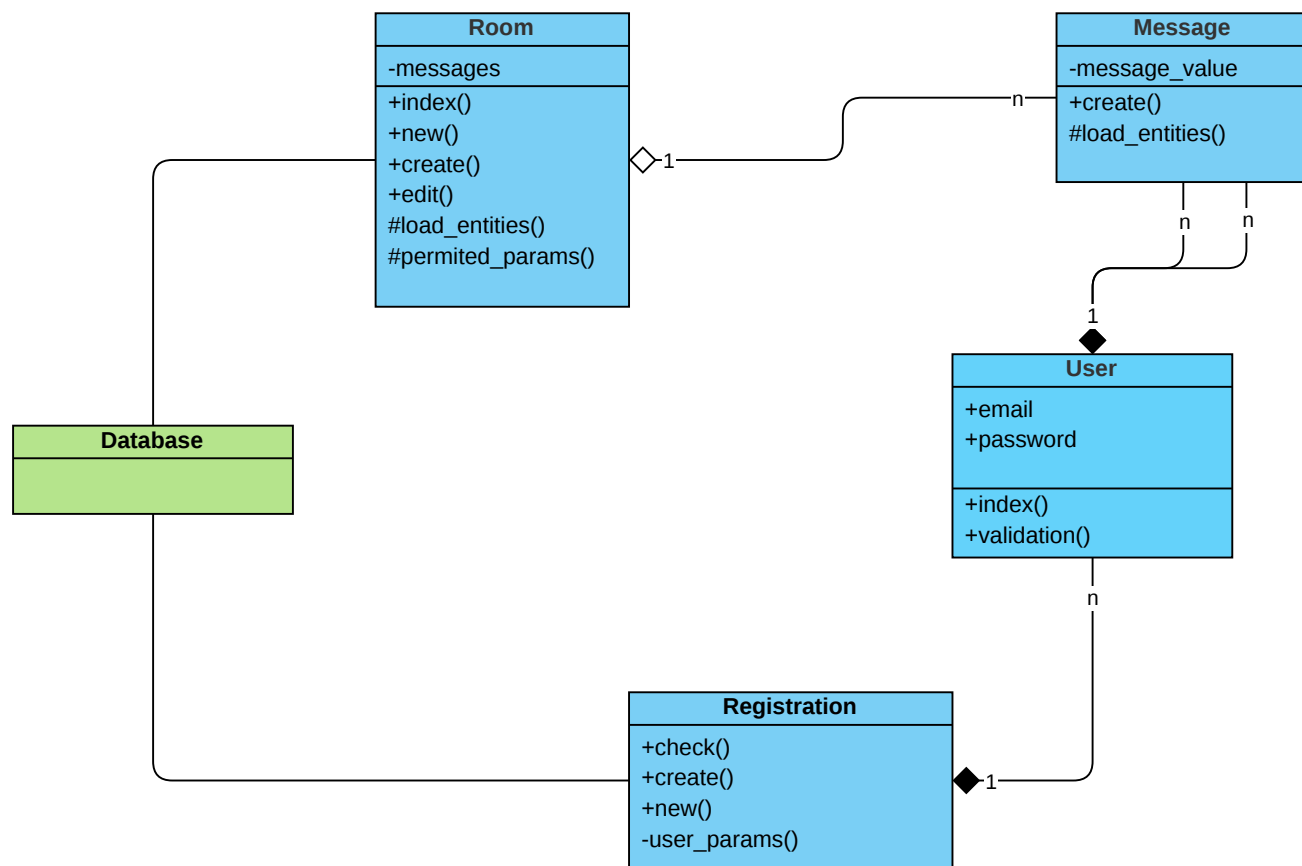 Room
-messages
+index()
+new()
+create()
+edit()
#load_entities()
#permited_params()
1
n
Message
-message_value
+create()
#load_entities()
n
n
1
User
+email
+password
+index()
+validation()
n
Database
Registration
+check()
+create()
+new()
-user_params()
1